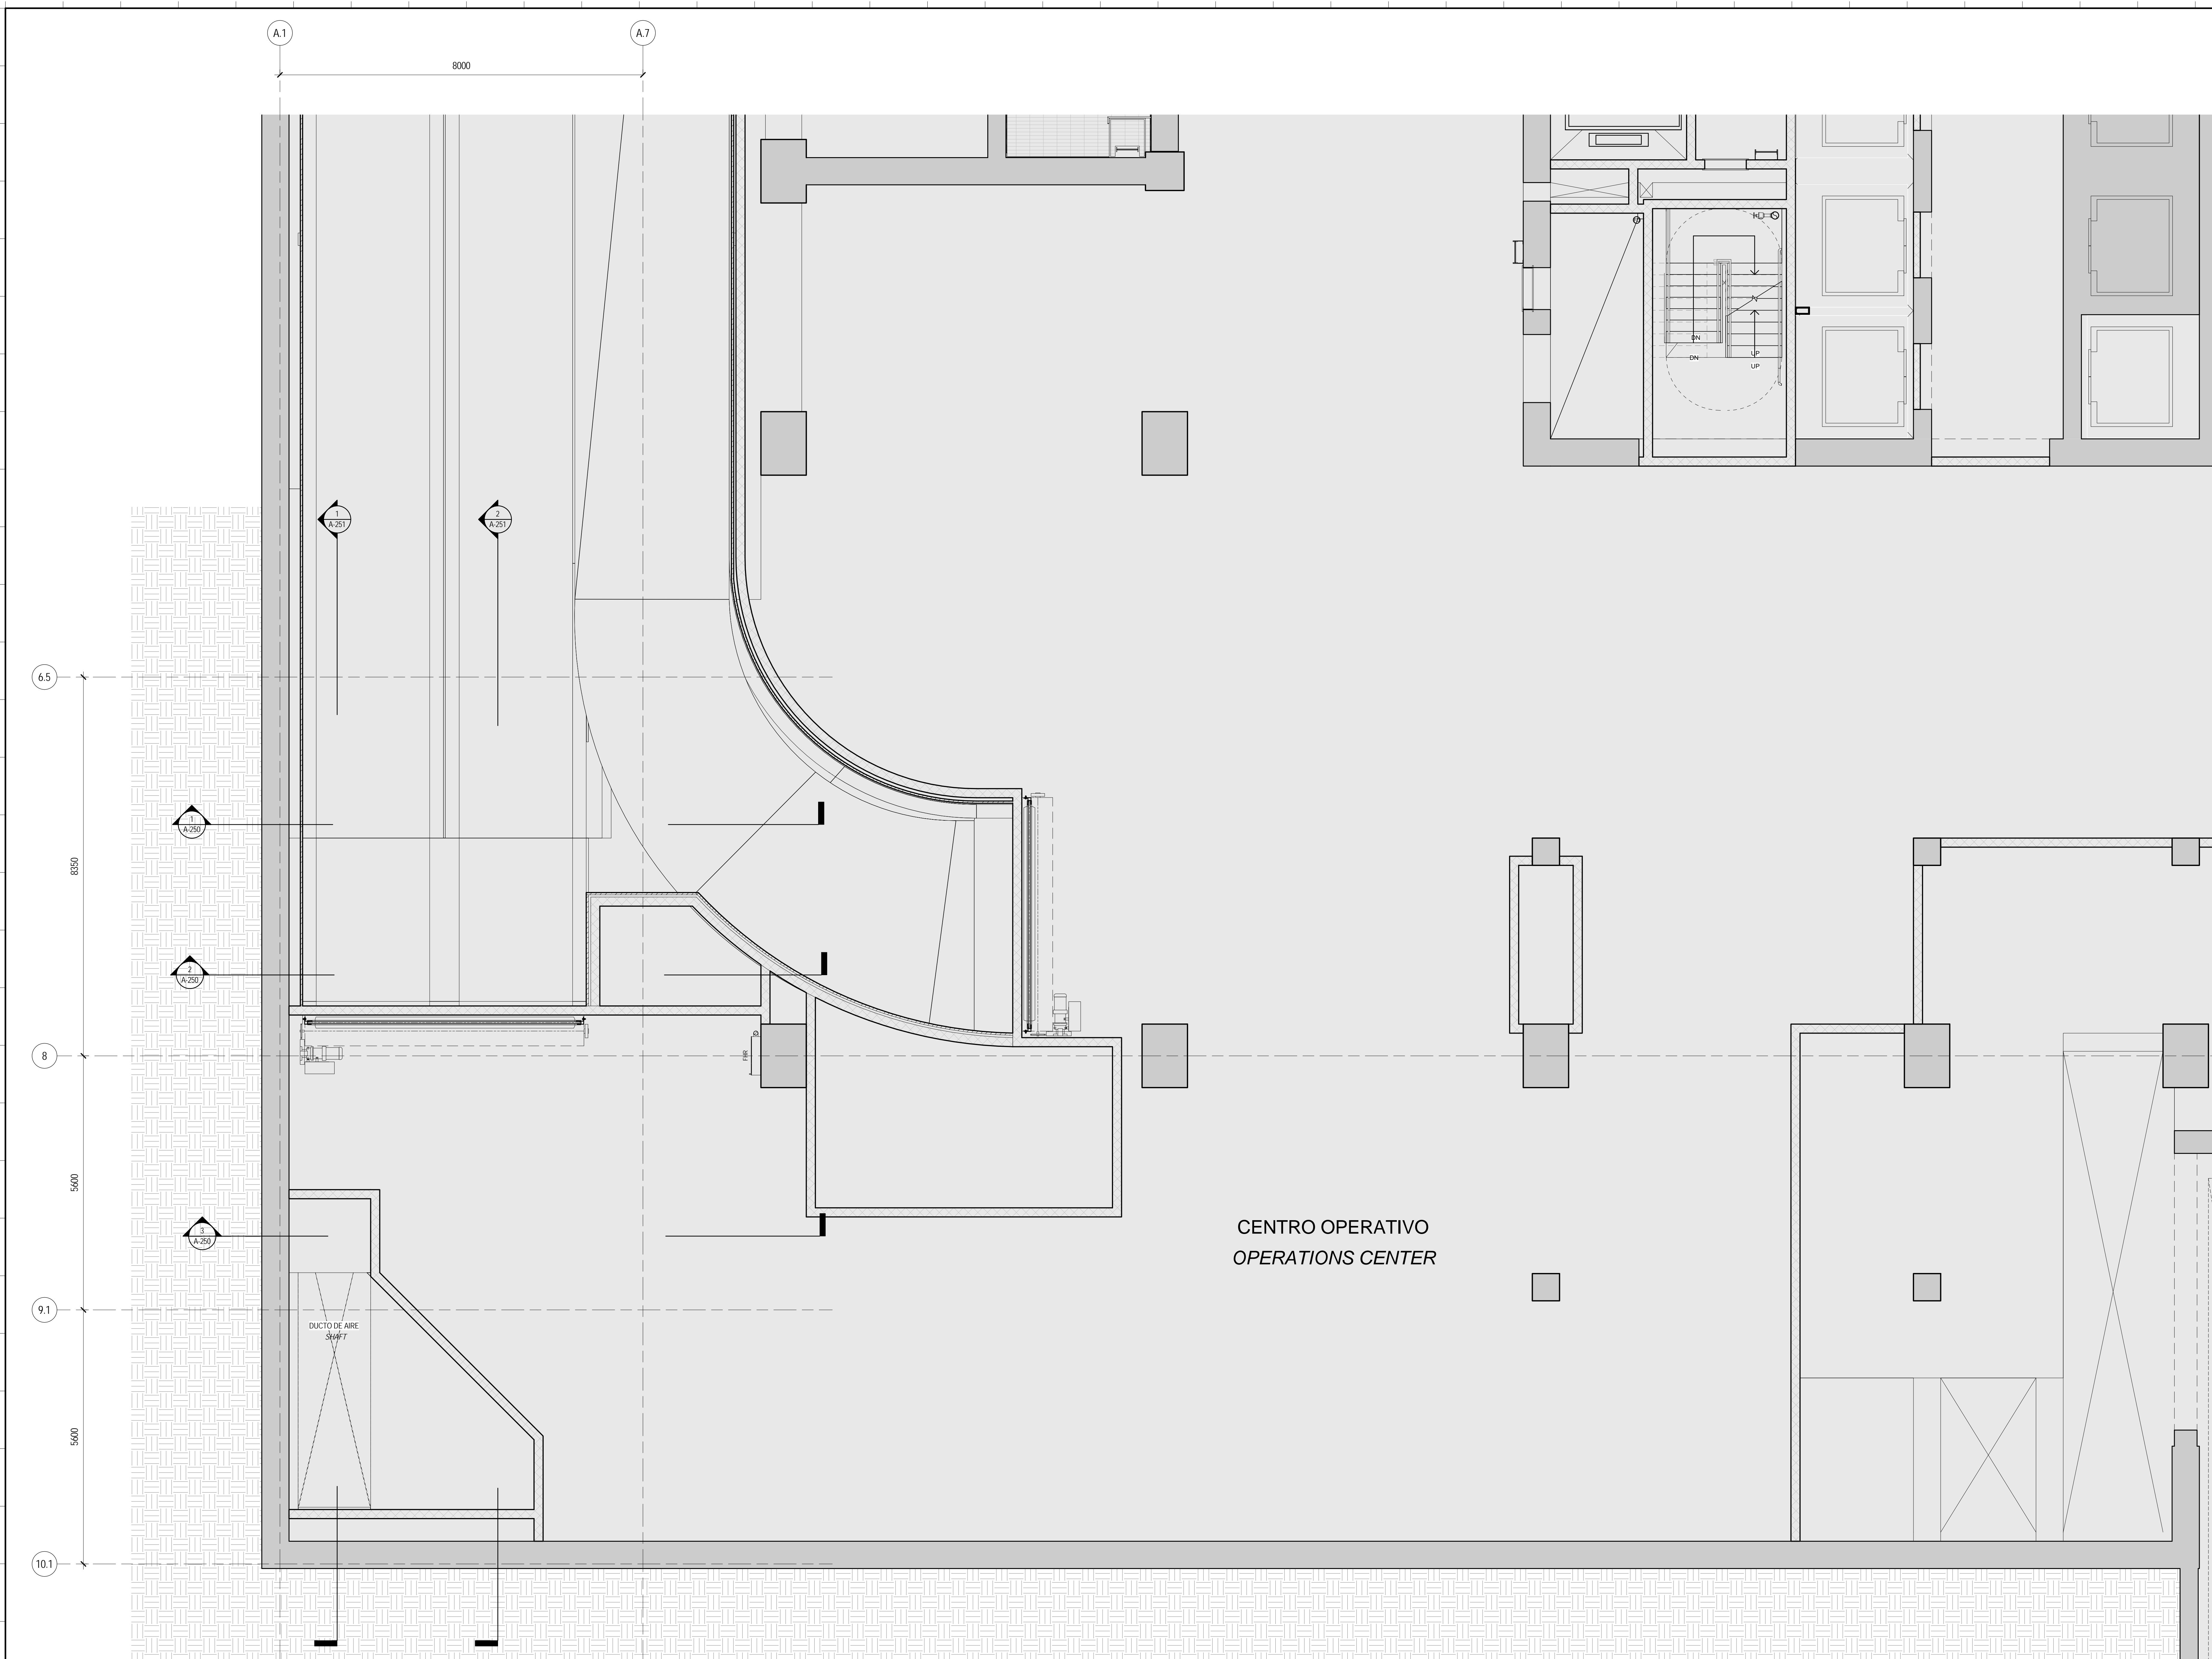 A.1
A.7
8000
1
A-251
2
A-251
6.5
8350
1
A-250
2
A-250
8
FHR
5600
3
A-250
9.1
DUCTO DE AIRE
SHAFT
5600
10.1
DN
DN
UP
UP
CENTRO OPERATIVO
OPERATIONS CENTER